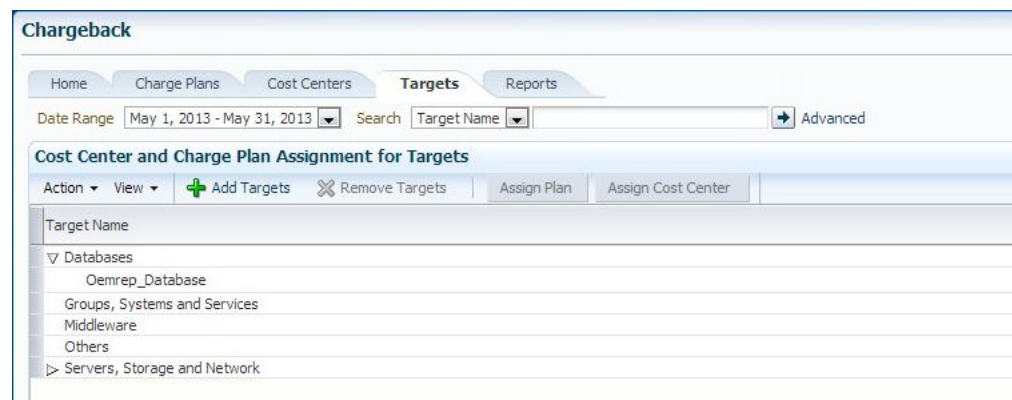 Chargeback
Home Charge Plans Cost Centers Targets Reports
Date Range May 1, 2013 - May 31, 2013 Search Target Name Advanced
Cost Center and Charge Plan Assignment for Targets
Action View Add Targets Remove Targets Assign Plan Assign Cost Center
Target Name
Databases
Oemrep_Database
Groups, Systems and Services
Middleware
Others
Servers, Storage and Network